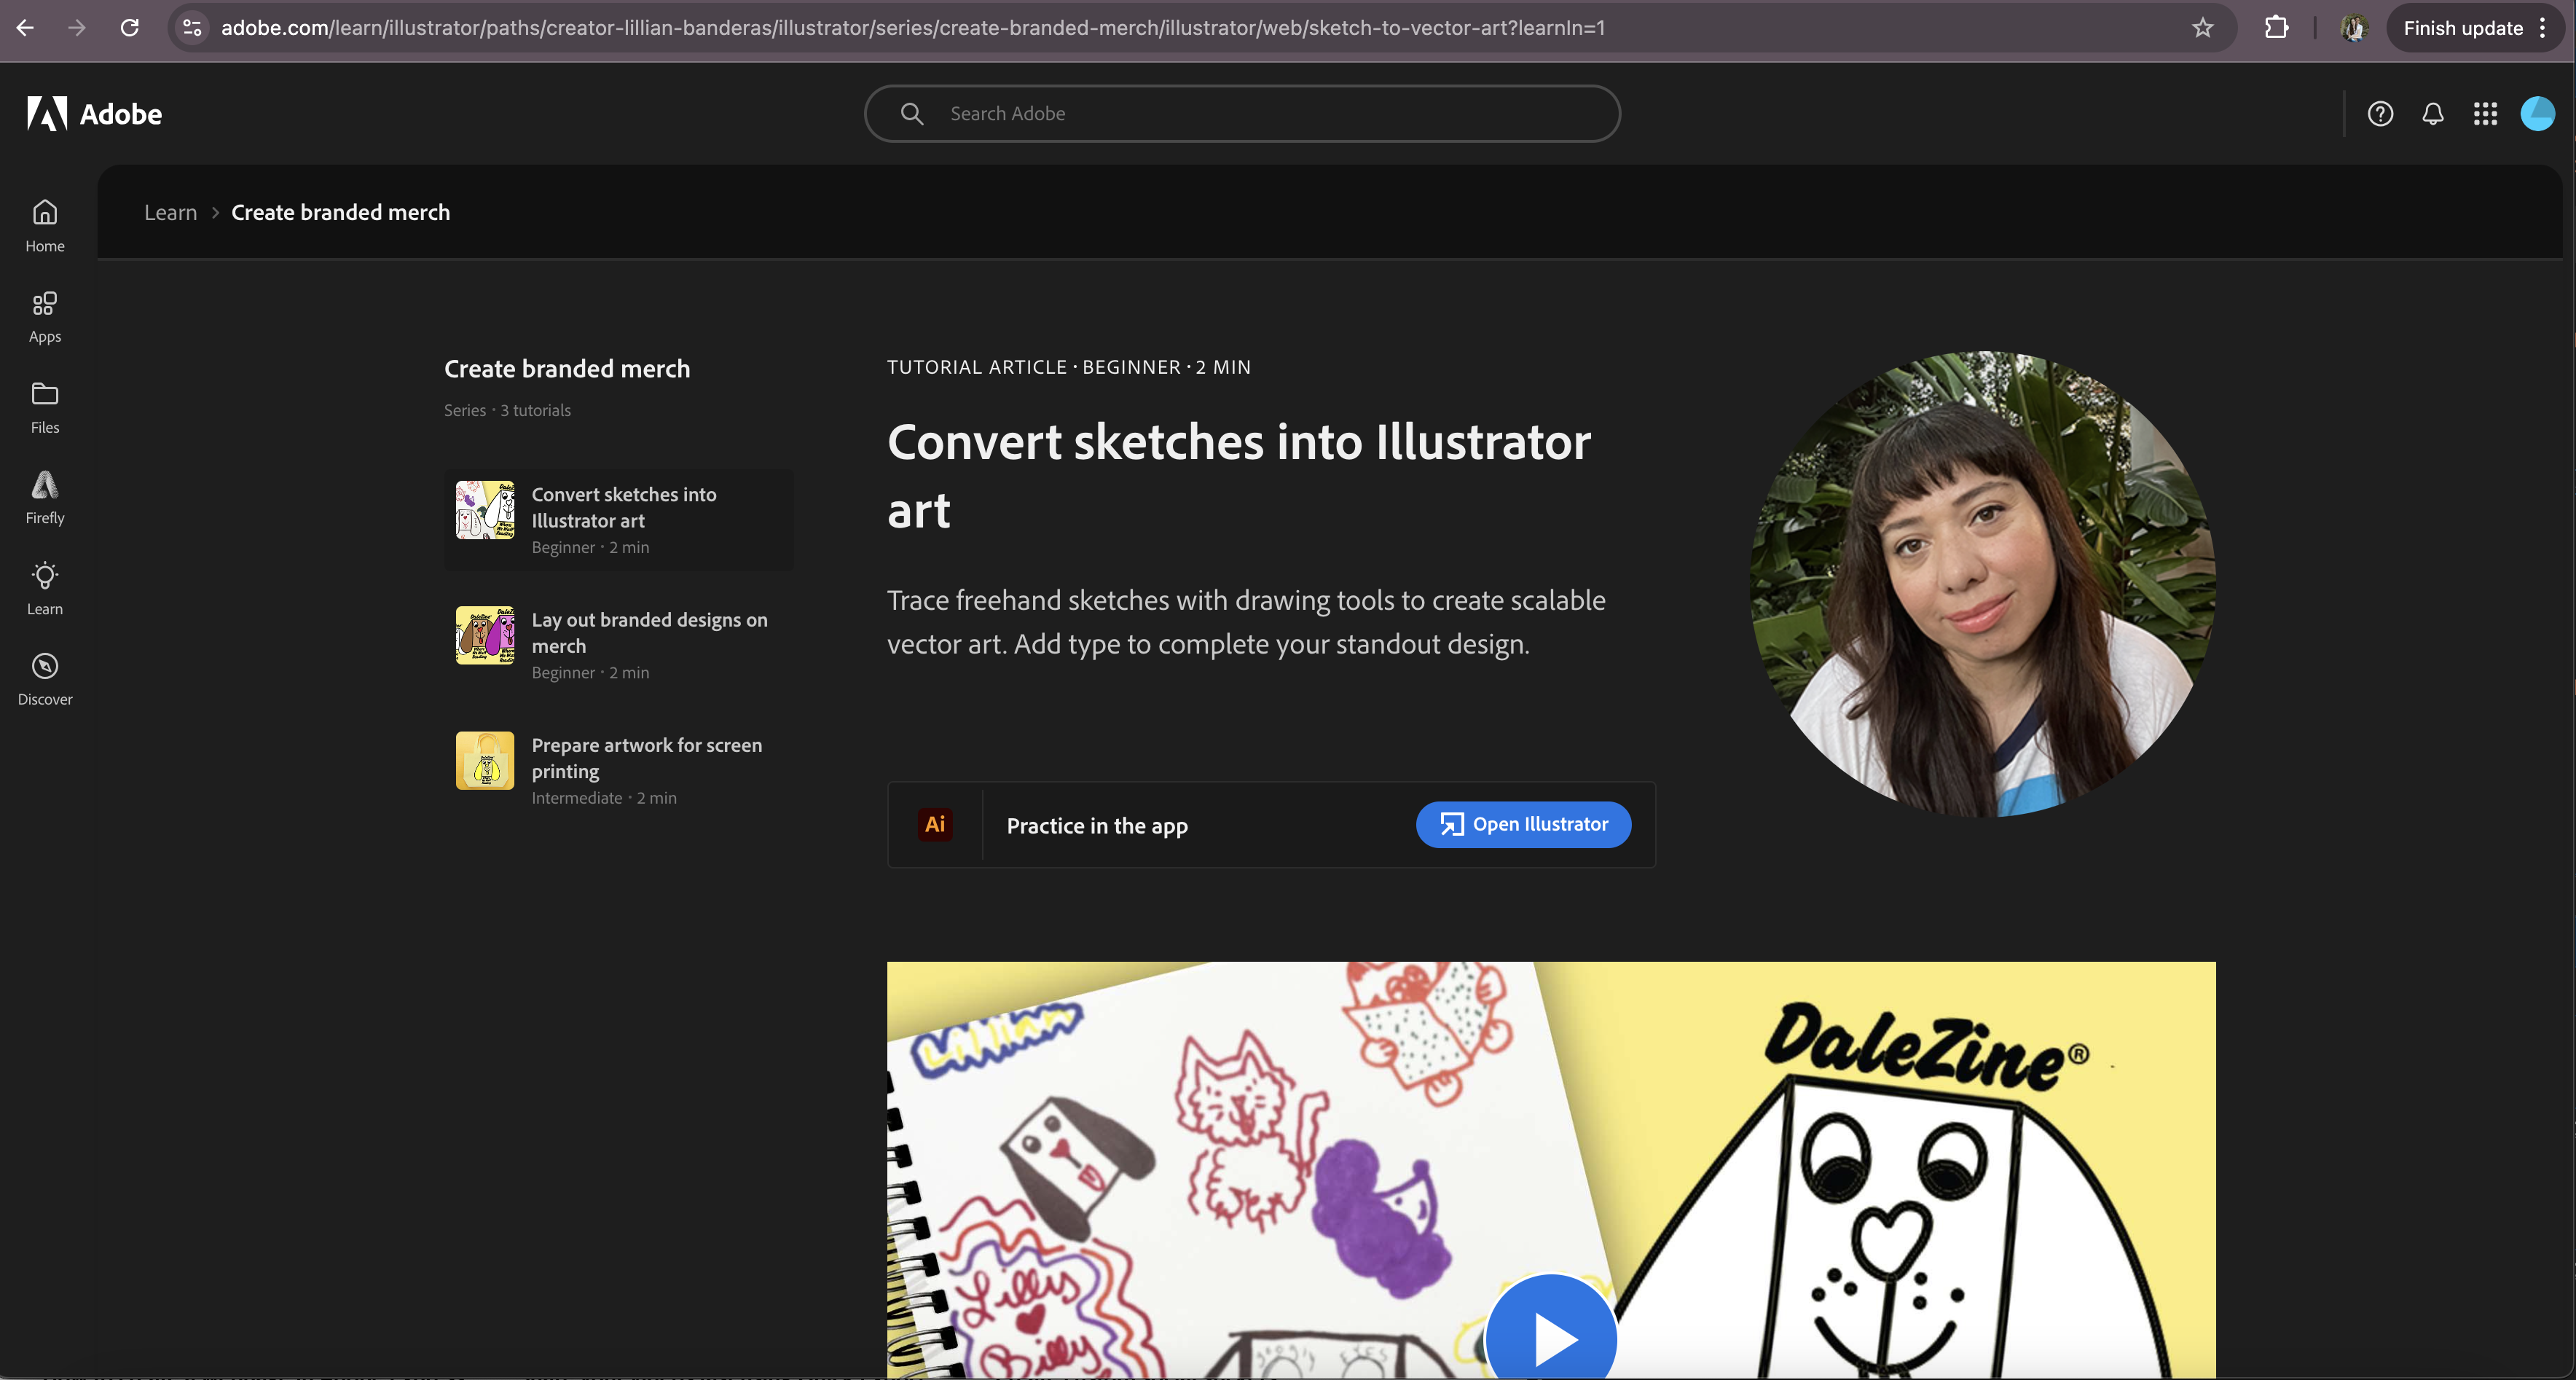 adobe.com/learn/illustrator/paths/creator-lillian-banderas/illustrator/series/create-branded-merch/illustrator/web/sketch-to-vector-art?learnIn=1
Finish update
Adobe
Search Adobe
Home
Apps
Files
Firefly
Learn
Discover
Learn > Create branded merch
Create branded merch
Series · 3 tutorials
Convert sketches into
Illustrator art
Beginner · 2 min
Lay out branded designs on
merch
Beginner · 2 min
Prepare artwork for screen
printing
Intermediate · 2 min
TUTORIAL ARTICLE · BEGINNER · 2 MIN
Convert sketches into Illustrator
art
Trace freehand sketches with drawing tools to create scalable
vector art. Add type to complete your standout design.
Ai
Practice in the app
Open Illustrator
Lillian
DaleZine®
Lillis
Billy
googly EYES